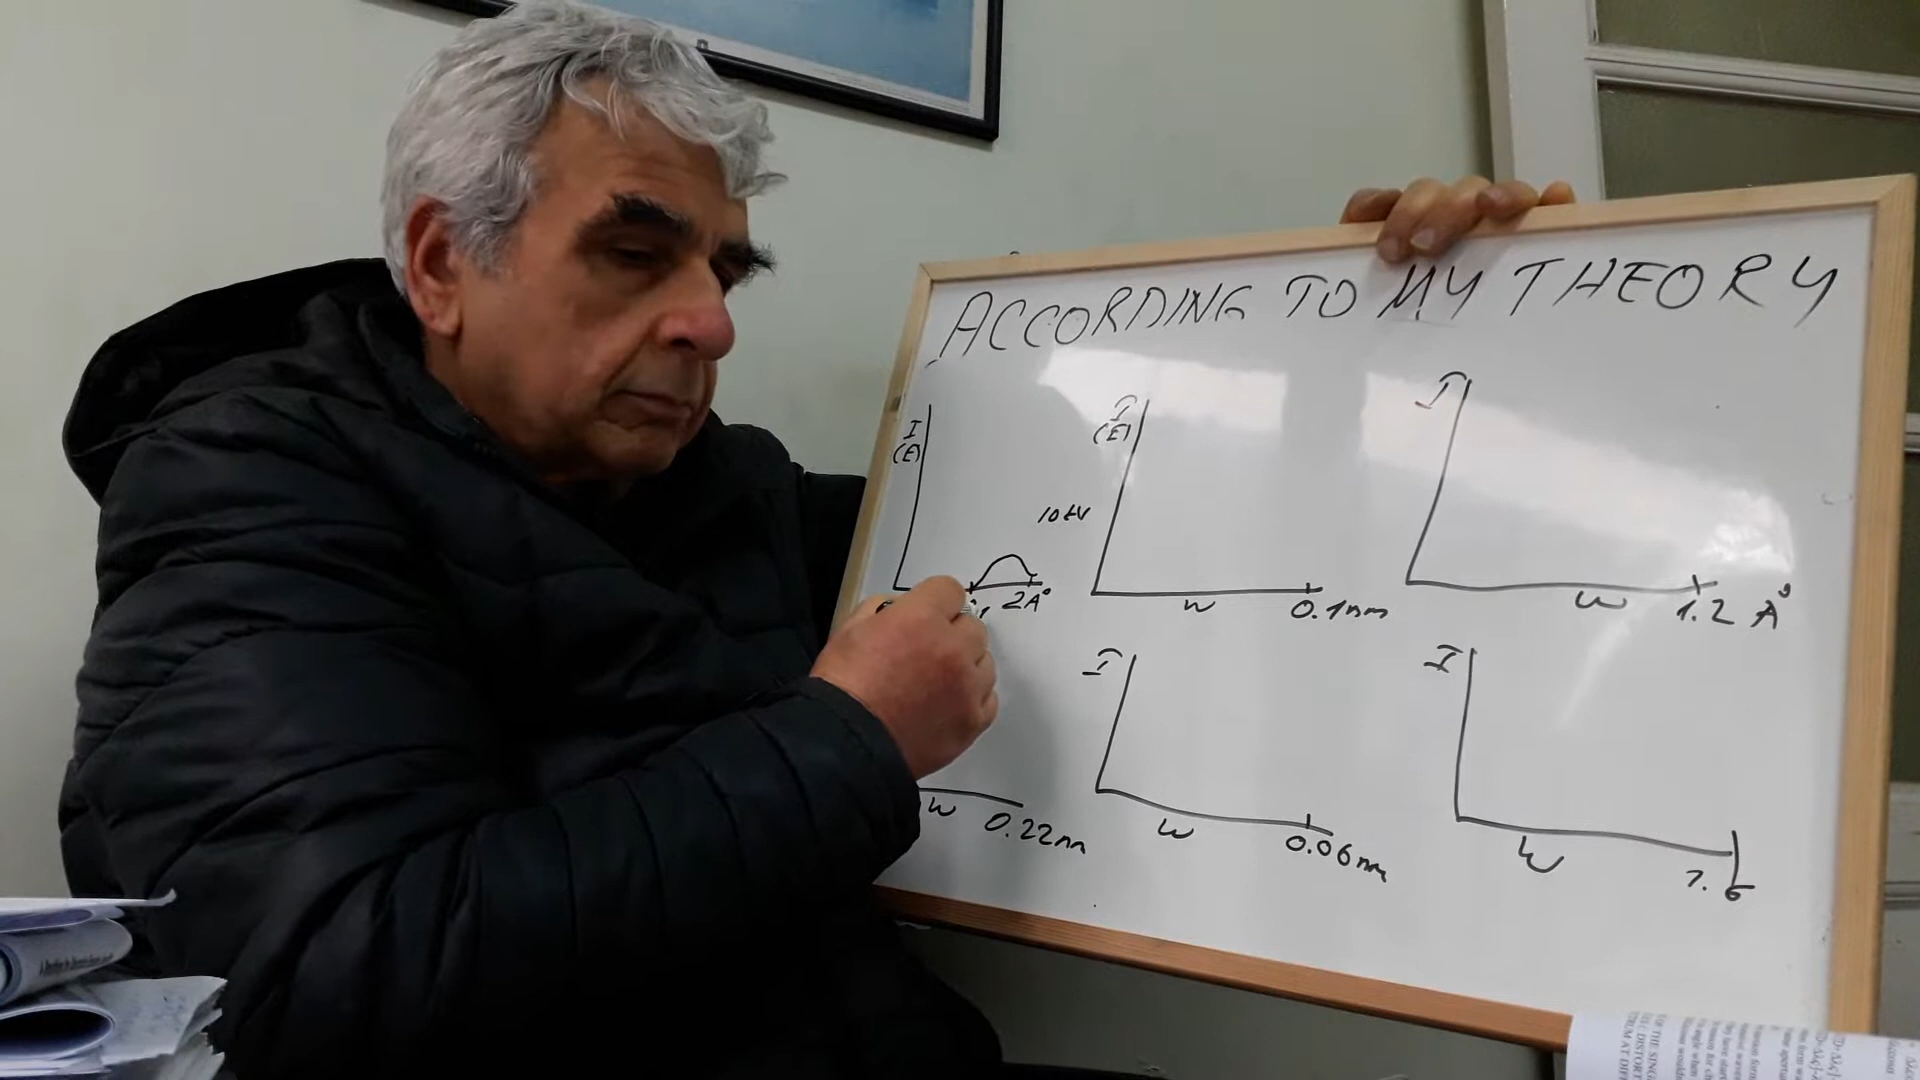 ACCORDING TO MY THEORY
I
(E)
2A°
I
(E)
10 kV
W
0.1nm
I
W
1.2 A°
W
0.22nm
I
W
0.06nm
I
W